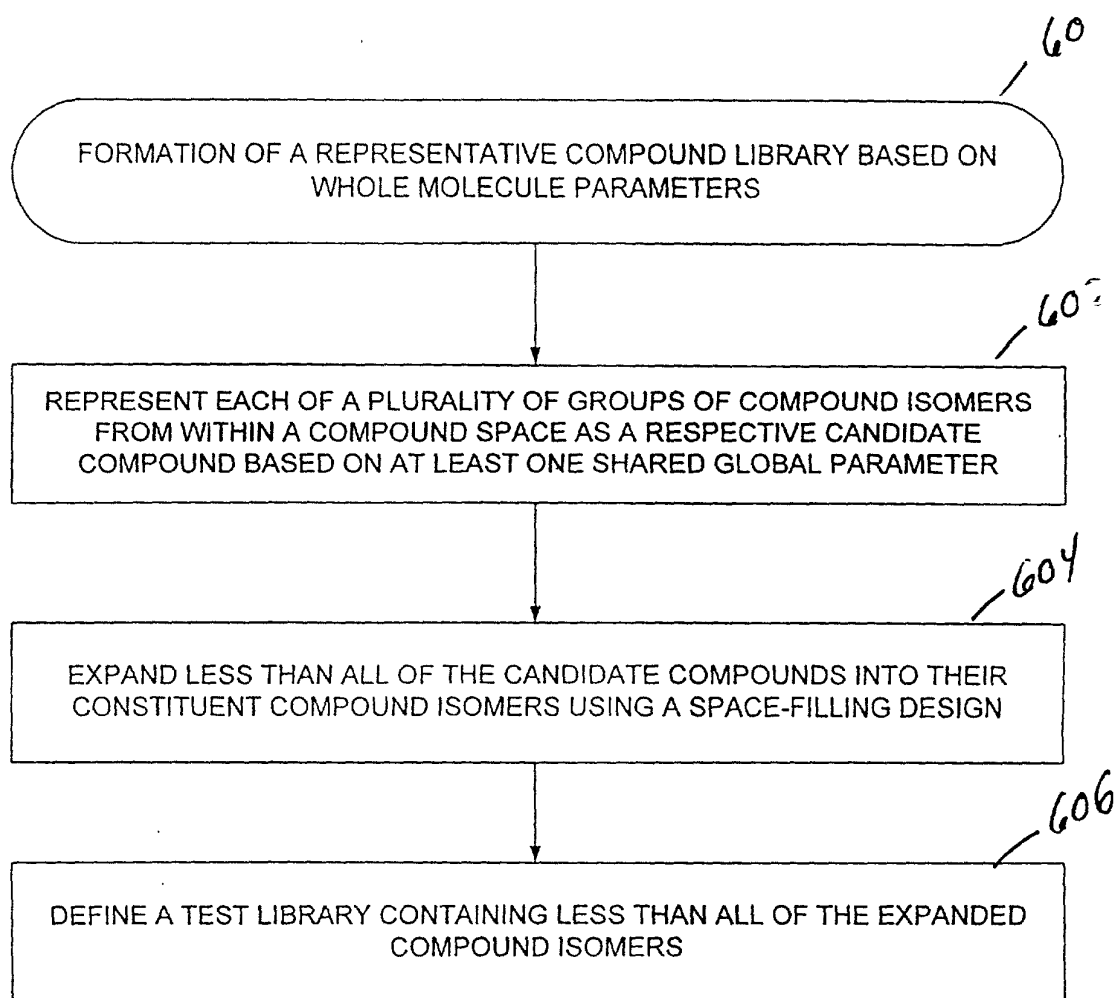 60
FORMATION OF A REPRESENTATIVE COMPOUND LIBRARY BASED ON
WHOLE MOLECULE PARAMETERS
REPRESENT EACH OF A PLURALITY OF GROUPS OF COMPOUND ISOMERS
FROM WITHIN A COMPOUND SPACE AS A RESPECTIVE CANDIDATE
COMPOUND BASED ON AT LEAST ONE SHARED GLOBAL PARAMETER
604
EXPAND LESS THAN ALL OF THE CANDIDATE COMPOUNDS INTO THEIR
CONSTITUENT COMPOUND ISOMERS USING A SPACE-FILLING DESIGN
606
DEFINE A TEST LIBRARY CONTAINING LESS THAN ALL OF THE EXPANDED
COMPOUND ISOMERS